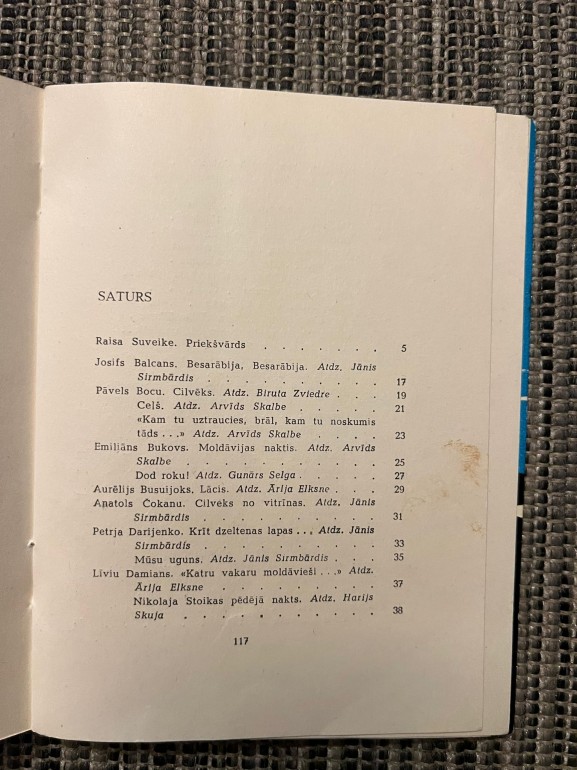 SATURS
Raisa Suveike. Priekšvārds . . . . . . . 5
Josifs Balcans. Besarābija, Besarābija. Atdz. Jānis
Sirmbārdis . . . . . . . . . 17
Pāvels Bocu. Cilvēks. Atdz. Biruta Zviedre . . . 19
Ceļš. Atdz. Arvīds Skalbe . . . . . 21
«Kam tu uztraucies, brāl, kam tu noskumis
tāds . . .» Atdz. Arvīds Skalbe . . . . 23
Emiljāns Bukovs. Moldāvijas naktis. Atdz. Arvīds
Skalbe . . . . . . . . . . 25
Dod roku! Atdz. Gunārs Selga . . . . 27
Aurēlijs Busuijoks. Lācis. Atdz. Ārija Elksne . . . 29
Anatols Čokanu. Cilvēks no vitrīnas. Atdz. Jānis
Sirmbārdis . . . . . . . . . 31
Petrja Darijenko. Krīt dzeltenas lapas . . . Atdz. Jānis
Sirmbārdis . . . . . . . . . 33
Mūsu uguns. Atdz. Jānis Sirmbārdis . . . 35
Līviu Damians. «Katru vakaru moldāvieši . . .» Atdz.
Ārija Elksne . . . . . . . . . 37
Nikolaja Stoikas pēdējā nakts. Atdz. Harijs
Skuja . . . . . . . . . . 38
117